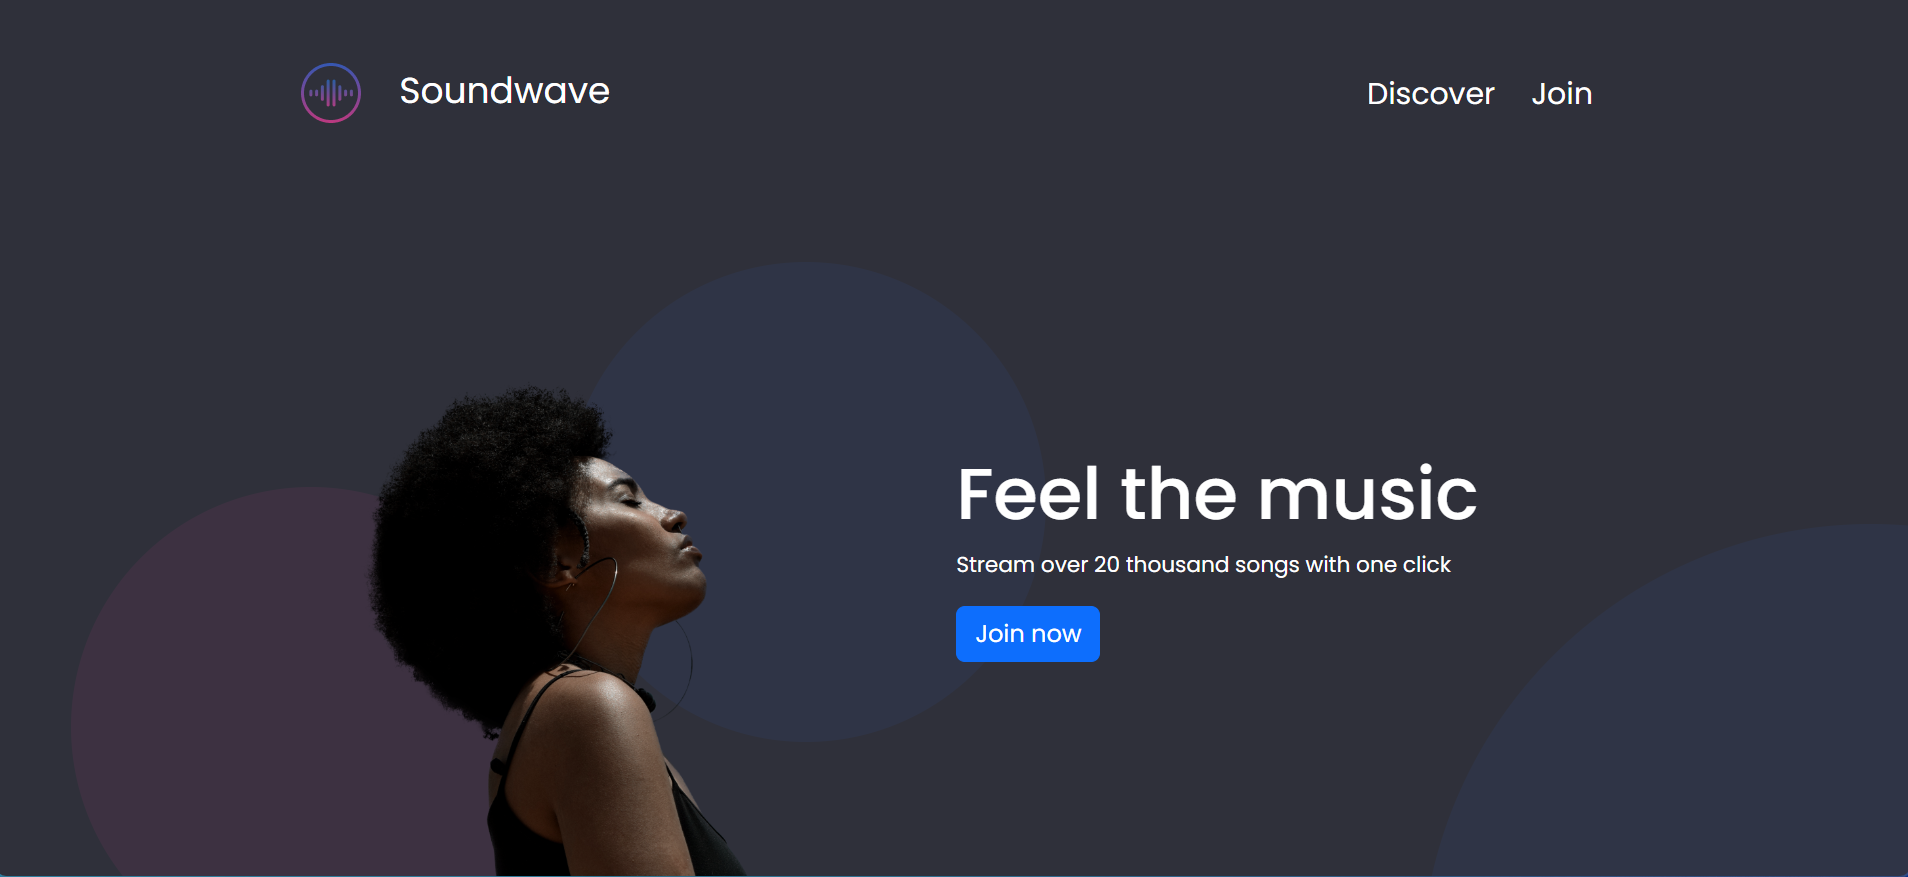 Soundwave
Discover Join
Feel the music
Stream over 20 thousand songs with one click
Join now